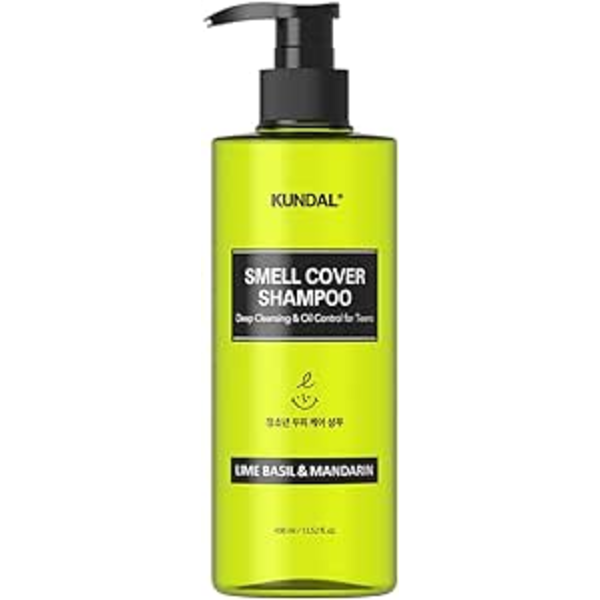 KUNDAL®
SMELL COVER
SHAMPOO
Deep Cleansing & Oil Control for Teens
청소년 두피 케어 샴푸
LIME BASIL & MANDARIN